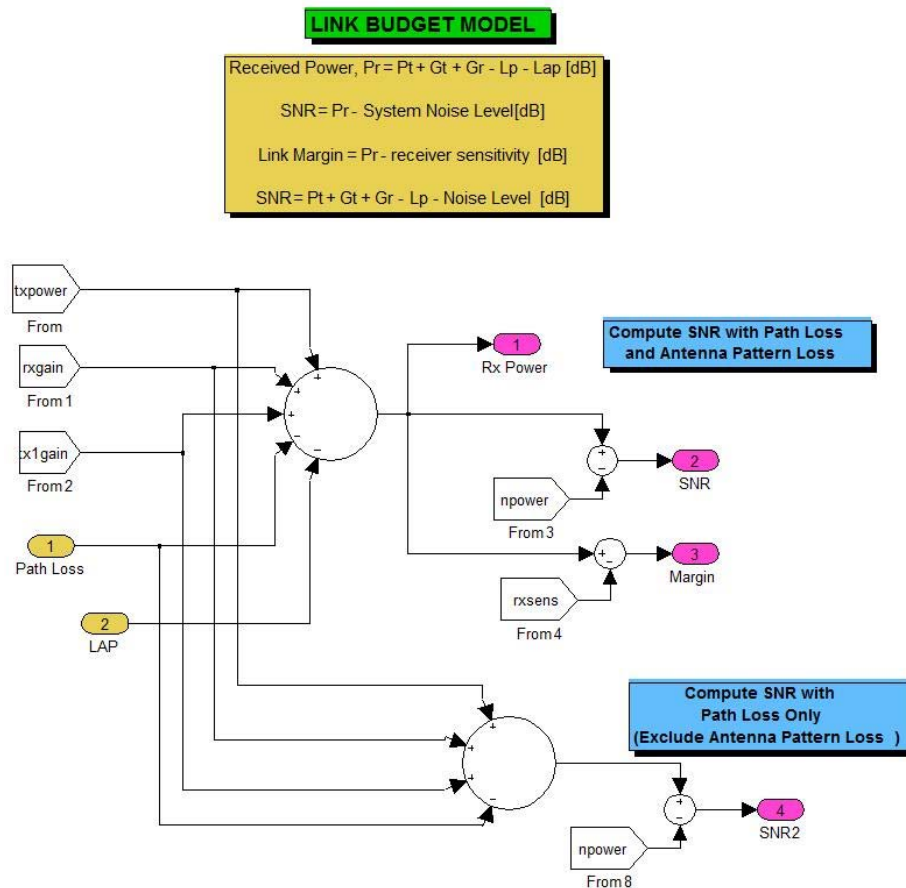 LINK BUDGET MODEL
Received Power, Pr = Pt + Gt + Gr - Lp - Lap [dB]
SNR = Pr - System Noise Level[dB]
Link Margin = Pr - receiver sensitivity [dB]
SNR = Pt + Gt + Gr - Lp - Noise Level [dB]
txpower
From
rxgain
From 1
tx1gain
From 2
1
Path Loss
2
LAP
+
+
+
−
−
1
Rx Power
Compute SNR with Path Loss
and Antenna Pattern Loss
+
−
2
SNR
npower
From 3
+
−
3
Margin
rxsens
From 4
Compute SNR with
Path Loss Only
(Exclude Antenna Pattern Loss )
+
+
+
−
+
−
4
SNR2
npower
From 8